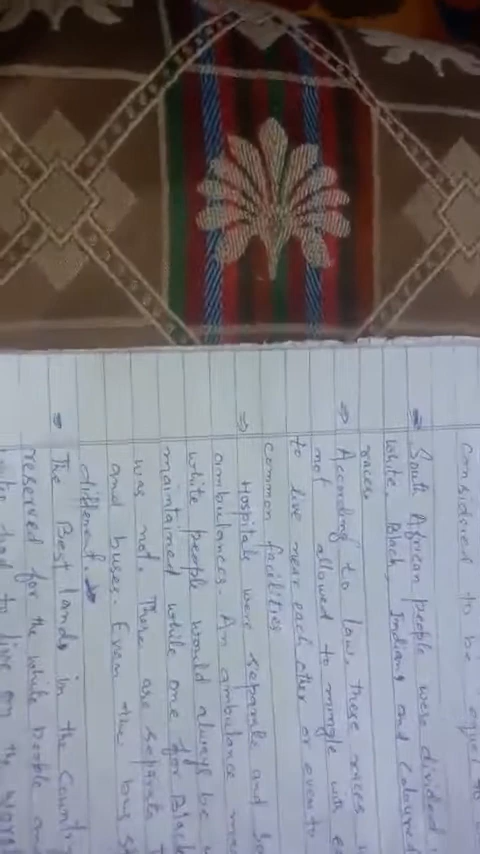 considered to be equal to
⇒ South African people were divided
White, Black, Indians and Coloured
races
⇒ According to law, these races
not allowed to mingle with
to live near each other or even to
common facilities
⇒ Hospitals were separate and so
ambulances. An ambulance
white people would always be
maintained while one for Black
was not. There are separate
and buses. Even the bus
different.
The Best lands in the Country
reserved for the white people
had to live on the